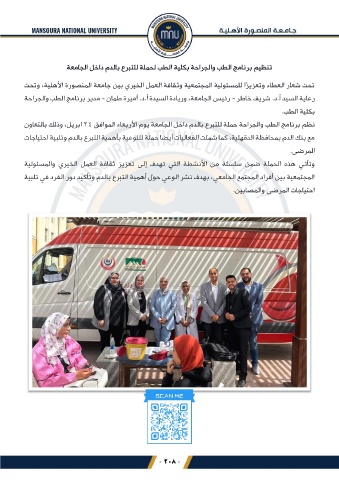 MANSOURA NATIONAL UNIVERSITY
جامعة المنصورة الأهلية
تنظيم برنامج الطب والجراحة بكلية الطب لحملة للتبرع بالدم داخل الجامعة
تحت شعار العطاء وتعزيزًا للمسئولية المجتمعية وثقافة العمل الخيري بين جامعة المنصورة الأهلية، وتحت
رعاية السيد أ.د. شريف خاطر - رئيس الجامعة، وريادة السيدة أ.د. أميرة طمان - مدير برنامج الطب والجراحة
بكلية الطب.
نظم برنامج الطب والجراحة حملة للتبرع بالدم داخل الجامعة يوم الأربعاء الموافق ٢٤ ابريل، وذلك بالتعاون
مع بنك الدم بمحافظة الدقهلية، كما شملت الفعاليات أيضًا حملة للتوعية بأهمية التبرع بالدم وتلبية احتياجات
المرضى.
وتأتي هذه الحملة ضمن سلسلة من الأنشطة التي تهدف إلى تعزيز ثقافة العمل الخيري والمسئولية
المجتمعية بين أفراد المجتمع الجامعي، بهدف نشر الوعي حول أهمية التبرع بالدم وتأكيد دور الفرد في تلبية
احتياجات المرضى والمصابين.
SCAN ME
- ٢٠٨ -